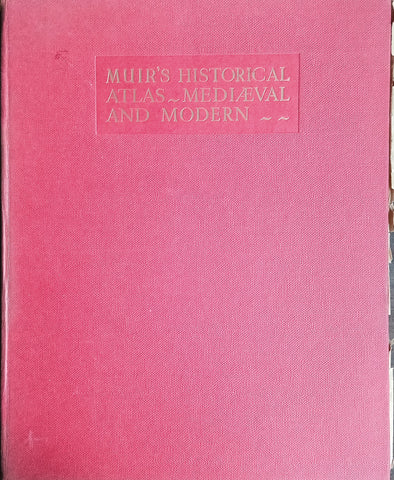 MUIR'S HISTORICAL
ATLAS ~ MEDIÆVAL
AND MODERN ~ ~